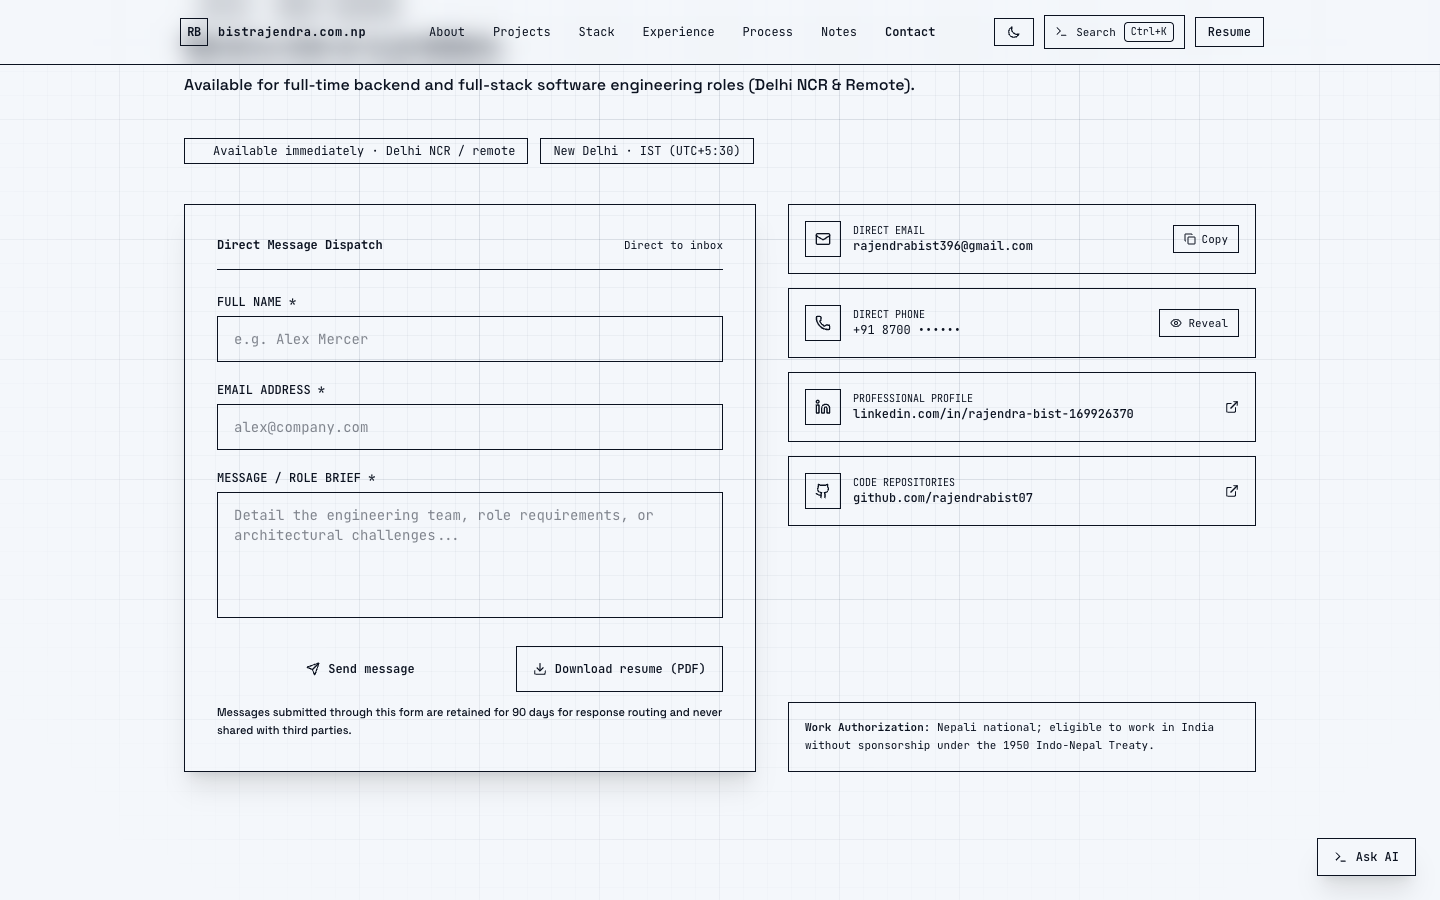 RB bistrajendra.com.np About Projects Stack Experience Process Notes Contact Search Ctrl+K Resume
Available for full-time backend and full-stack software engineering roles (Delhi NCR & Remote).
Available immediately · Delhi NCR / remote
New Delhi · IST (UTC+5:30)
Direct Message Dispatch
Direct to inbox
FULL NAME *
e.g. Alex Mercer
EMAIL ADDRESS *
alex@company.com
MESSAGE / ROLE BRIEF *
Detail the engineering team, role requirements, or
architectural challenges...
Send message
Download resume (PDF)
Messages submitted through this form are retained for 90 days for response routing and never
shared with third parties.
DIRECT EMAIL
rajendrabist396@gmail.com
Copy
DIRECT PHONE
+91 8700 ••••••
Reveal
PROFESSIONAL PROFILE
linkedin.com/in/rajendra-bist-169926370
CODE REPOSITORIES
github.com/rajendrabist07
Work Authorization: Nepali national; eligible to work in India
without sponsorship under the 1950 Indo-Nepal Treaty.
Ask AI